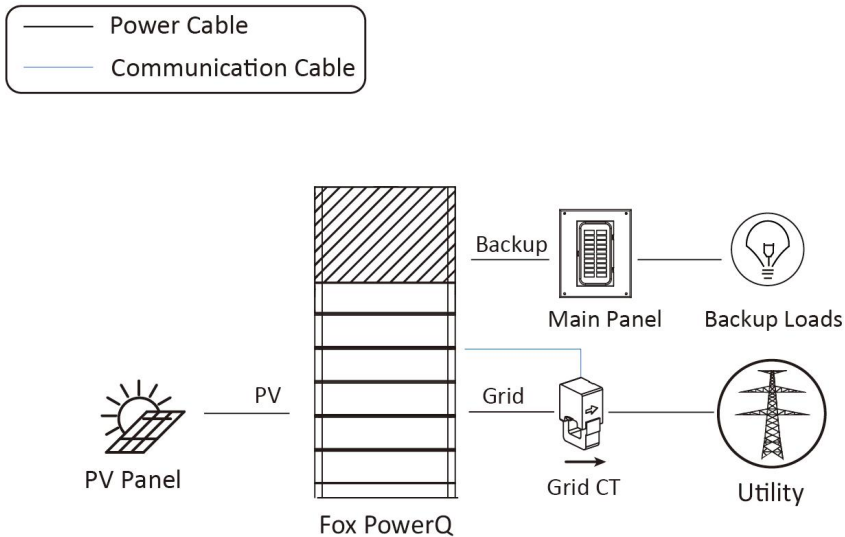 Power Cable
Communication Cable
Backup
Main Panel
Backup Loads
PV
Grid
PV Panel
Grid CT
Utility
Fox PowerQ